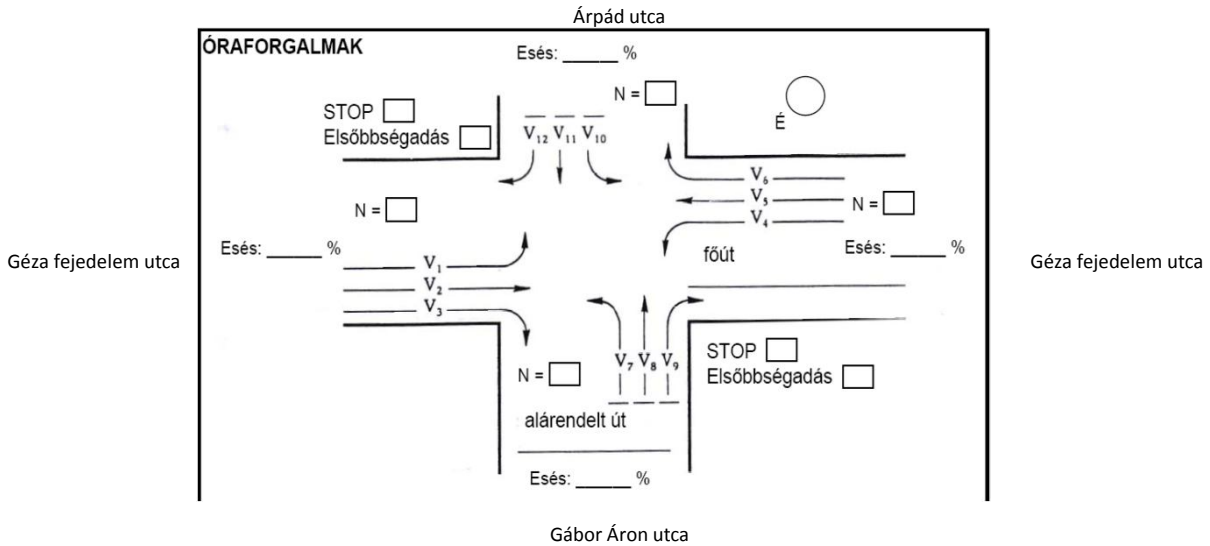 Árpád utca
ÓRAFORGALMAK
Esés: ______ %
N =
STOP
Elsőbbségadás
V12 V11 V10
É
V6
V5
V4
N =
N =
Esés: ______ %
Esés: ______ %
főút
Géza fejedelem utca
Géza fejedelem utca
V1
V2
V3
V7 V8 V9
STOP
Elsőbbségadás
N =
alárendelt út
Esés: ______ %
Gábor Áron utca